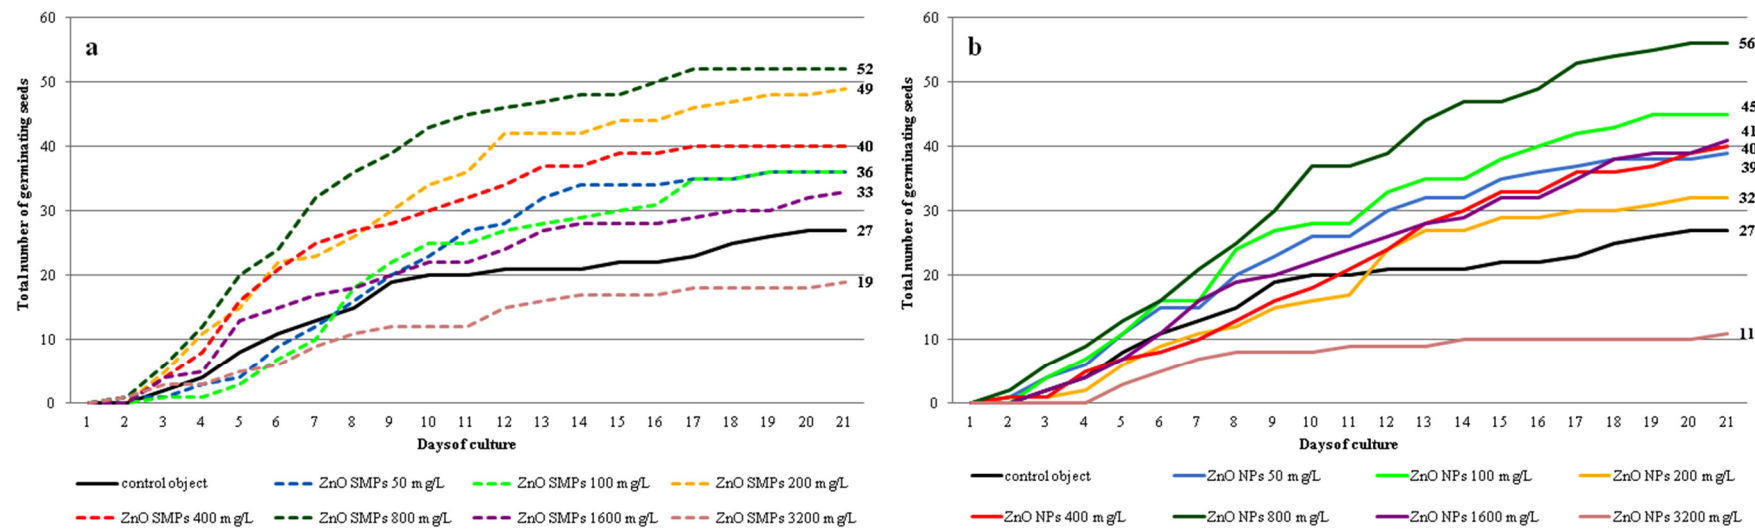 a
Total number of germinating seeds
60
50
40
30
20
10
0
52
49
40
36
33
27
19
1 2 3 4 5 6 7 8 9 10 11 12 13 14 15 16 17 18 19 20 21
Days of culture
control object ZnO SMPs 50 mg/L ZnO SMPs 100 mg/L ZnO SMPs 200 mg/L
ZnO SMPs 400 mg/L ZnO SMPs 800 mg/L ZnO SMPs 1600 mg/L ZnO SMPs 3200 mg/L
b
Total number of germinating seeds
60
50
40
30
20
10
0
56
45
41
40
39
32
27
11
1 2 3 4 5 6 7 8 9 10 11 12 13 14 15 16 17 18 19 20 21
Days of culture
control object ZnO NPs 50 mg/L ZnO NPs 100 mg/L ZnO NPs 200 mg/L
ZnO NPs 400 mg/L ZnO NPs 800 mg/L ZnO NPs 1600 mg/L ZnO NPs 3200 mg/L